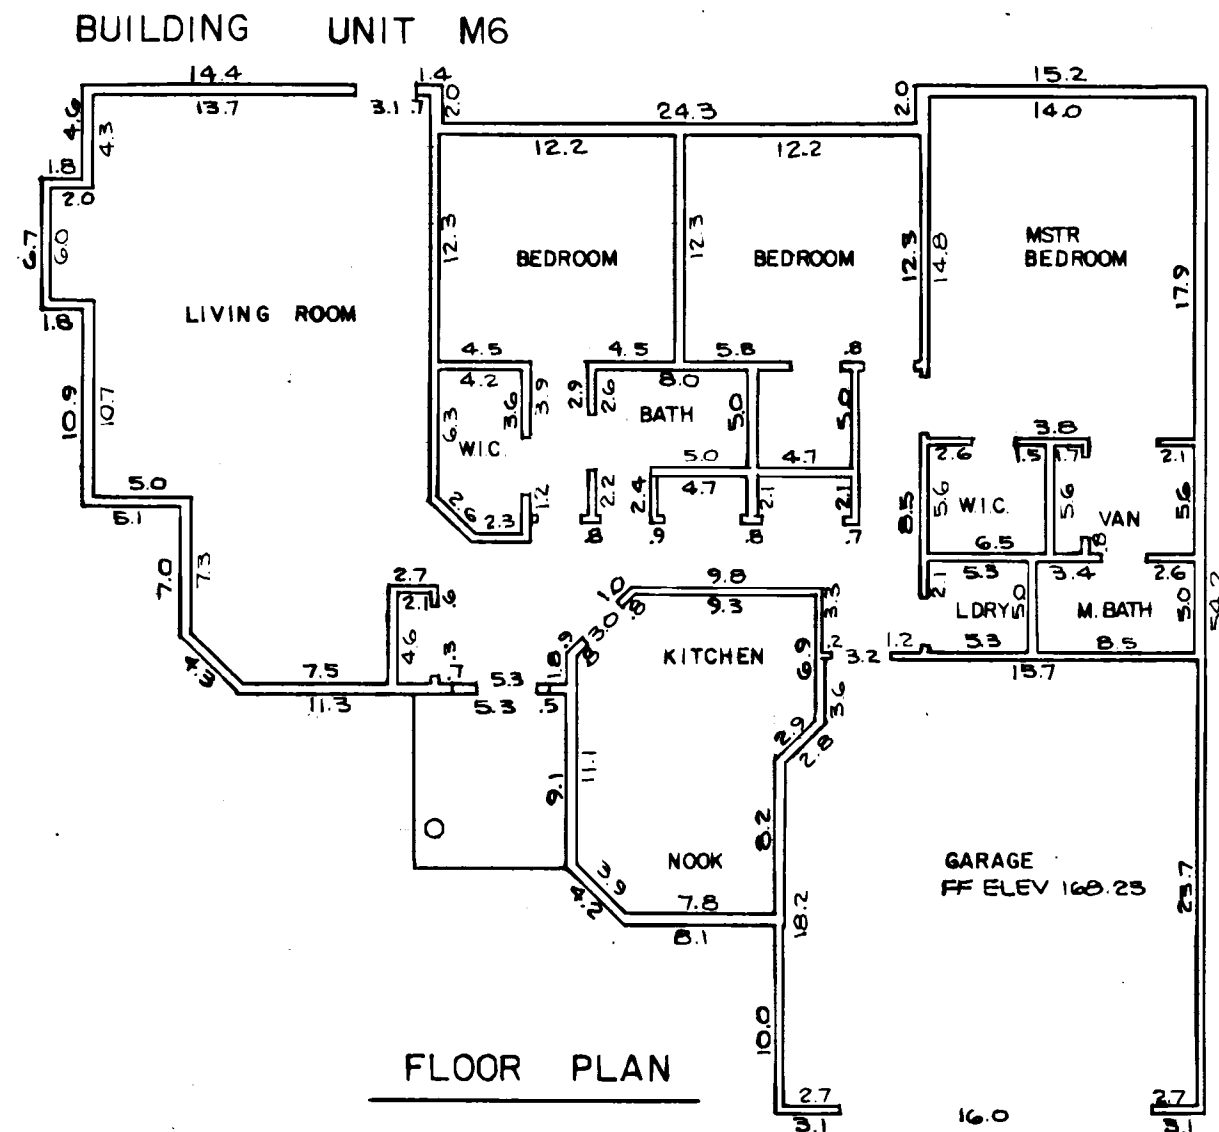 BUILDING UNIT M6
14.4 1.4 15.2
13.7 3.1 .7 2.0 24.3 2.0 14.0
4.6 4.3
12.2 12.2
1.8
2.0
6.7 6.0
12.3 12.3 12.3 14.8
MSTR
BEDROOM BEDROOM BEDROOM
17.9
LIVING ROOM
1.8
4.5 4.5 5.8 .8
4.2 8.0
10.9 10.7
6.3 3.6 3.9 2.9 2.6 BATH 5.0 5.0
W.I.C.
3.8
2.6 1.5 1.7 2.1
5.0 4.7
5.0 4.7
5.1
2.6 2.3 1.2 2.2 2.4 2.1 2.1
.8 .9 .8 .7
8.5 5.6 W.I.C. 5.6 VAN 5.6
.8
6.5
5.3 3.4 2.6
7.0 7.3
2.7
2.1 .6
4.6
1.0 9.8
.8 9.3 3.3
2.1 LDRY 5.0 M. BATH 5.0 54.2
4.3
.3
.7
3.0
.9
.8
1.8
KITCHEN
6.9 .2 3.2 1.2
5.3 8.5
15.7
7.5
11.3
5.3
5.3 .5
3.6
2.9
2.8
9.1 11.1
8.2
NOOK
GARAGE
FF ELEV 168.23
23.7
3.9
4.2
7.8
8.1
18.2
10.0
FLOOR PLAN
2.7 2.7
3.1 16.0 3.1